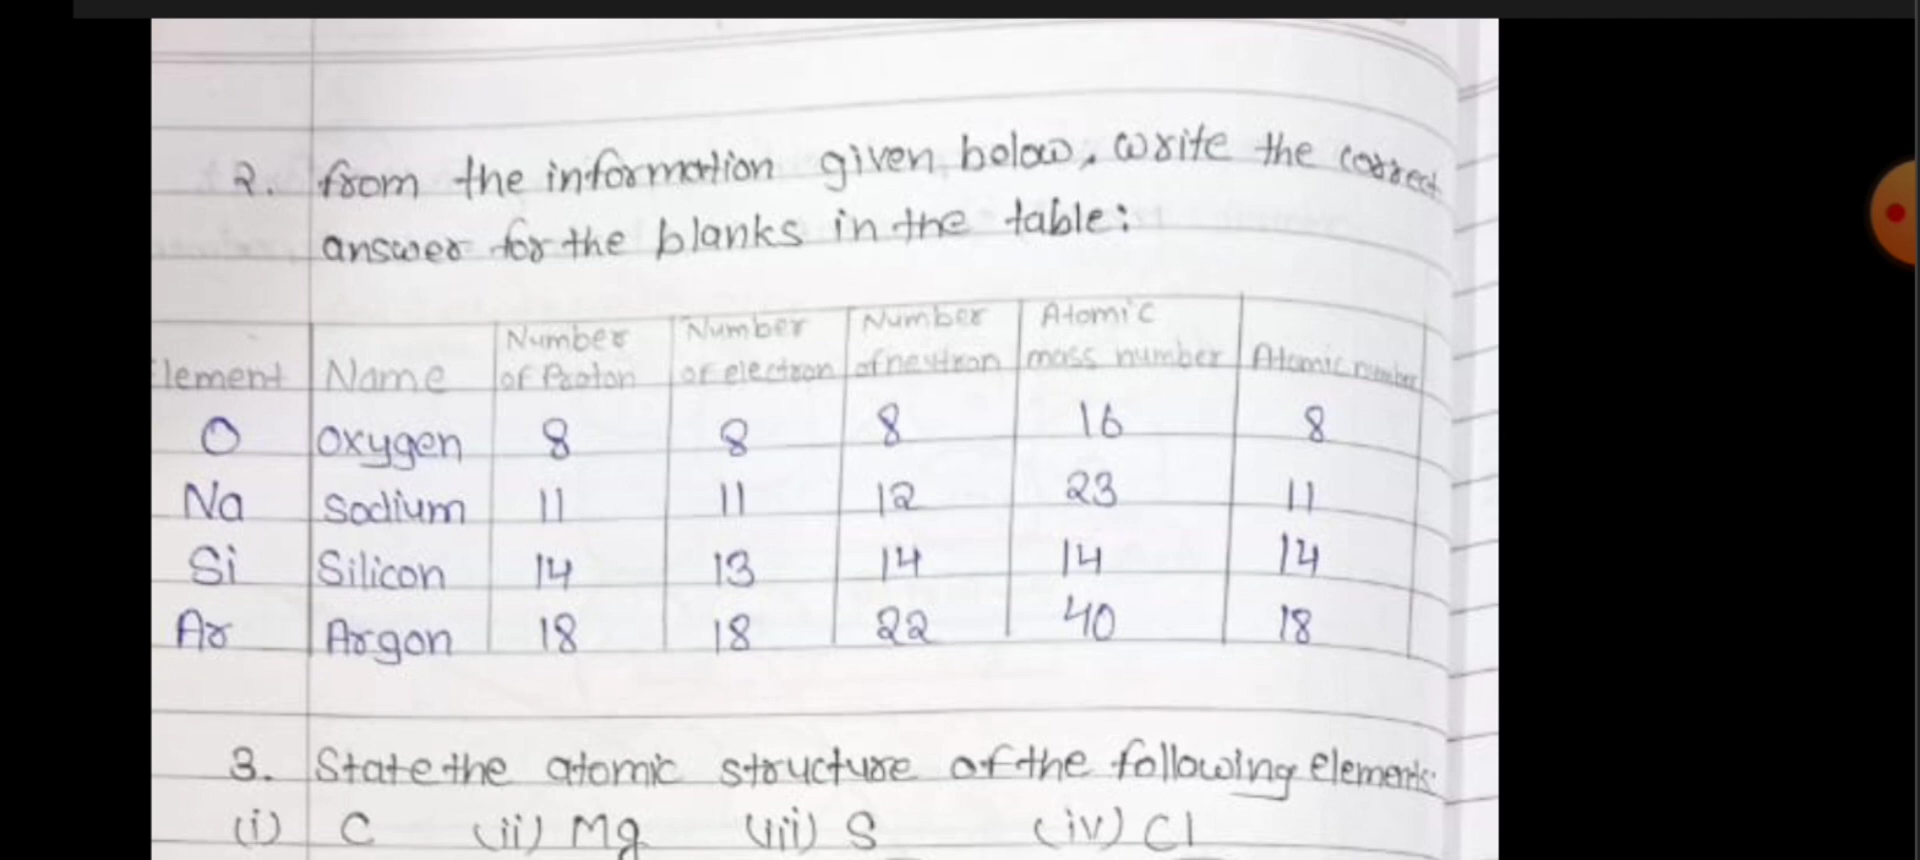 2. from the information given below, write the correct
answer for the blanks in the table:
Element Name Number of Proton Number of electron Number of neutron Atomic mass number Atomic number
O Oxygen 8 8 8 16 8
Na Sodium 11 11 12 23 11
Si Silicon 14 13 14 14 14
Ar Argon 18 18 22 40 18
3. State the atomic structure of the following elements
(i) C (ii) Mg (iii) S (iv) Cl